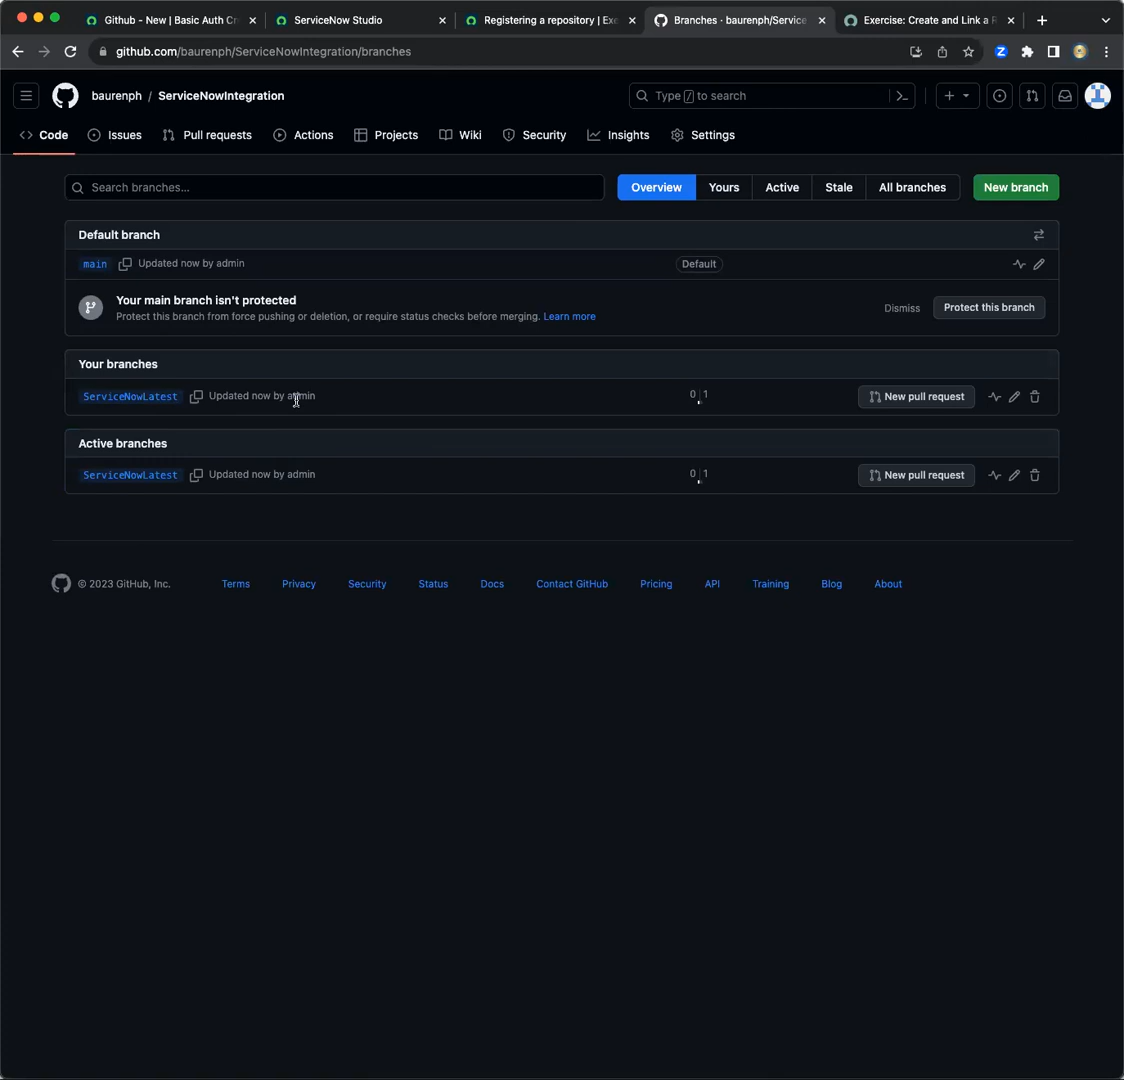 Github - New | Basic Auth Cr
ServiceNow Studio
Registering a repository | Exe
Branches · baurenph/Service
Exercise: Create and Link a R
github.com/baurenph/ServiceNowIntegration/branches
Z
baurenph / ServiceNowIntegration
Type / to search
Code
Issues
Pull requests
Actions
Projects
Wiki
Security
Insights
Settings
Search branches...
Overview
Yours
Active
Stale
All branches
New branch
Default branch
main
Updated now by admin
Default
Your main branch isn't protected
Protect this branch from force pushing or deletion, or require status checks before merging. Learn more
Dismiss
Protect this branch
Your branches
ServiceNowLatest
Updated now by admin
0 | 1
New pull request
Active branches
ServiceNowLatest
Updated now by admin
0 | 1
New pull request
© 2023 GitHub, Inc.
Terms
Privacy
Security
Status
Docs
Contact GitHub
Pricing
API
Training
Blog
About